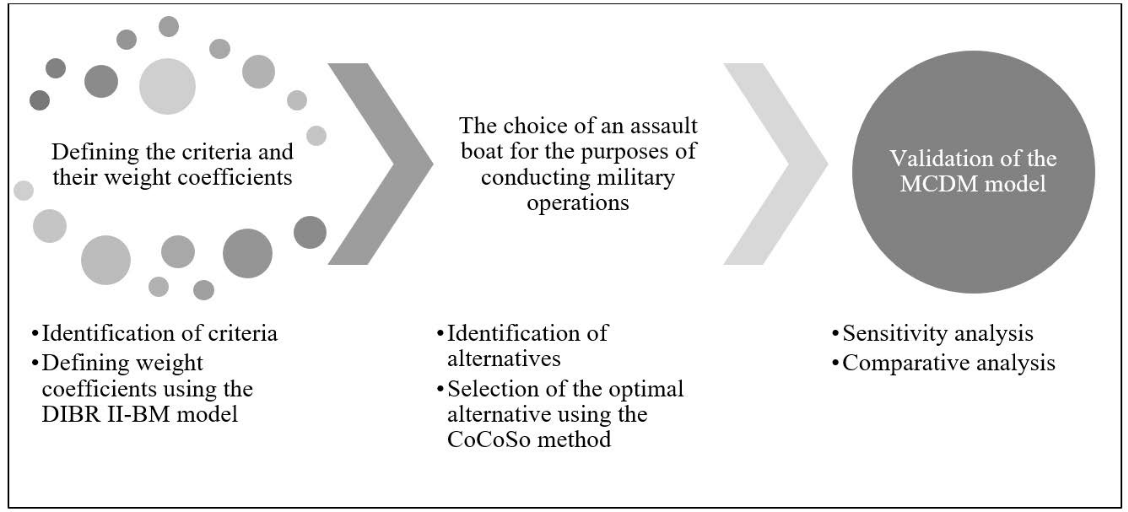 Defining the criteria and
their weight coefficients
The choice of an assault
boat for the purposes of
conducting military
operations
Validation of the
MCDM model
•Identification of criteria
•Defining weight
coefficients using the
DIBR II-BM model
•Identification of
alternatives
•Selection of the optimal
alternative using the
CoCoSo method
•Sensitivity analysis
•Comparative analysis